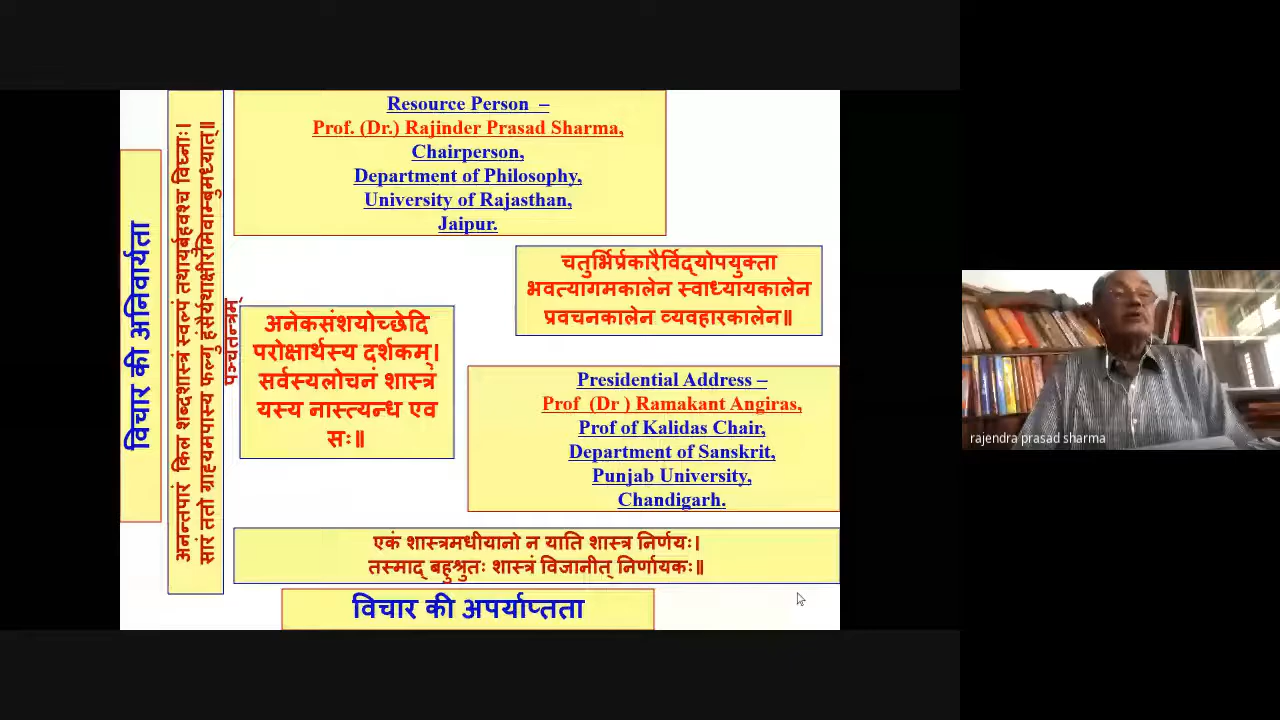 विचार की अनिवार्यता
अनन्तपारं किल शब्दशास्त्रं स्वल्पं तथायुर्बहवश्च विघ्नाः।
सारं ततो ग्राह्यमपास्य फल्गु हंसैर्यथाक्षीरमिवाम्बुमध्यात्॥
पञ्चतन्त्रम्
Resource Person –
Prof. (Dr.) Rajinder Prasad Sharma,
Chairperson,
Department of Philosophy,
University of Rajasthan,
Jaipur.
चतुर्भिर्प्रकारैर्विद्योपयुक्ता
भवत्यागमकालेन स्वाध्यायकालेन
प्रवचनकालेन व्यवहारकालेन॥
अनेकसंशयोच्छेदि
परोक्षार्थस्य दर्शकम्।
सर्वस्यलोचनं शास्त्रं
यस्य नास्त्यन्ध एव
सः॥
Presidential Address –
Prof (Dr ) Ramakant Angiras,
Prof of Kalidas Chair,
Department of Sanskrit,
Punjab University,
Chandigarh.
एकं शास्त्रमधीयानो न याति शास्त्र निर्णयः।
तस्माद् बहुश्रुतः शास्त्रं विजानीत् निर्णायकः॥
विचार की अपर्याप्तता
rajendra prasad sharma